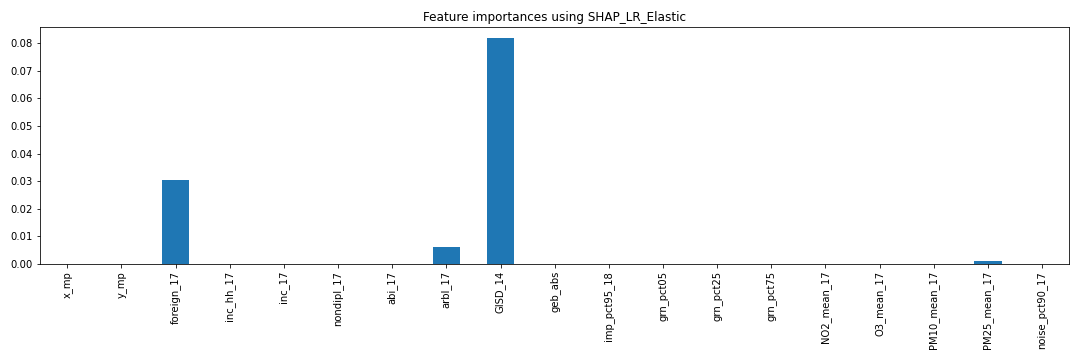 Feature importances using SHAP_LR_Elastic
0.08
0.07
0.06
0.05
0.04
0.03
0.02
0.01
0.00
x_mp
y_mp
foreign_17
inc_hh_17
inc_17
nondipl_17
abi_17
arbl_17
GISD_14
geb_abs
imp_pct95_18
grn_pct05
grn_pct25
grn_pct75
NO2_mean_17
O3_mean_17
PM10_mean_17
PM25_mean_17
noise_pct90_17